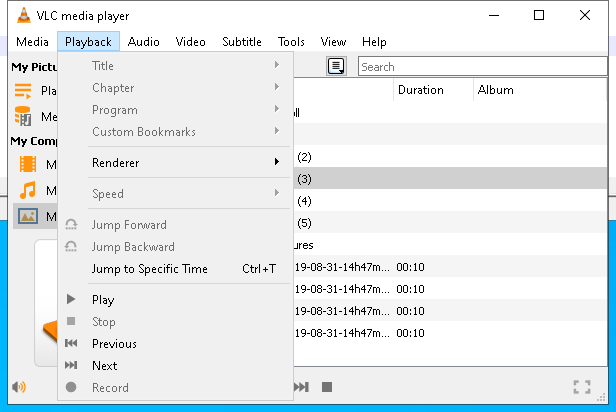 VLC media player
Media Playback Audio Video Subtitle Tools View Help
My Pictu
Pla
Me
My Comp
M
M
M
Title
Chapter
Program
Custom Bookmarks
Renderer
Speed
Jump Forward
Jump Backward
Jump to Specific Time Ctrl+T
Play
Stop
Previous
Next
Record
Search
Duration Album
ll
(2)
(3)
(4)
(5)
ures
19-08-31-14h47m... 00:10
19-08-31-14h47m... 00:10
19-08-31-14h47m... 00:10
19-08-31-14h47m... 00:10